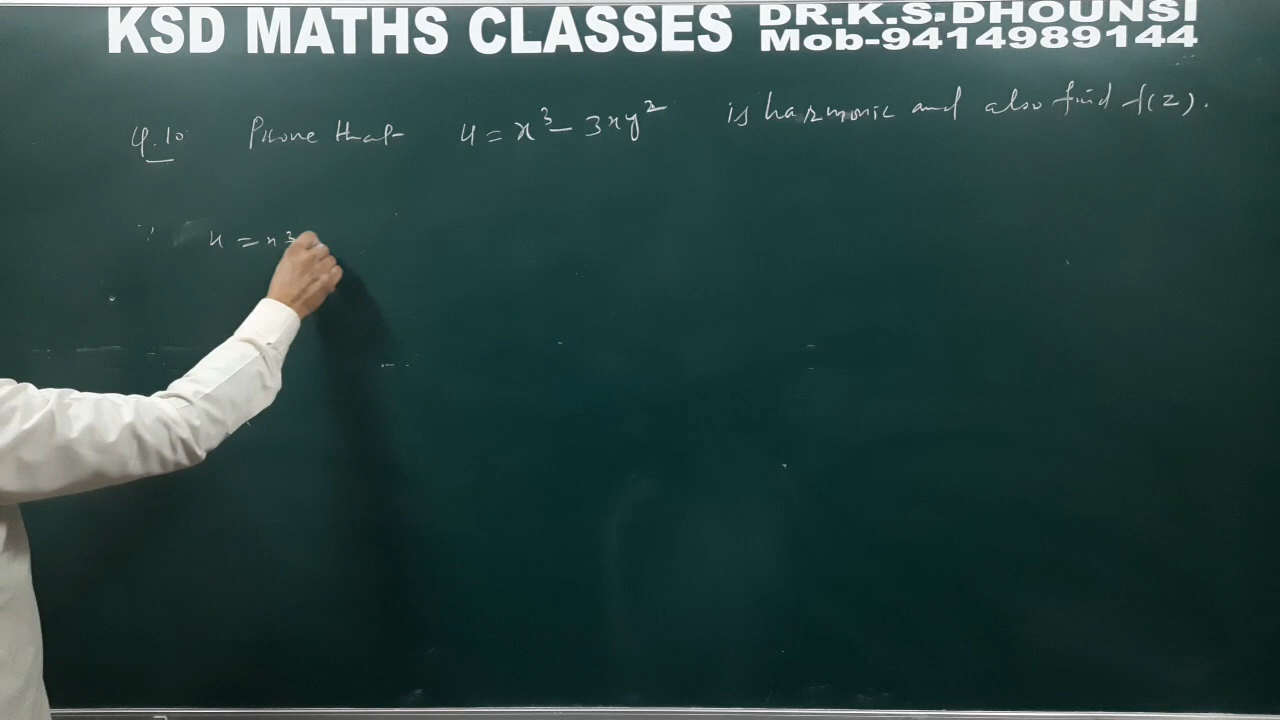 KSD MATHS CLASSES DR.K.S.DHOUNSI
Mob-9414989144
Q.10 Prove that u = x³ - 3xy² is harmonic and also find f(z).
∵ u = x³